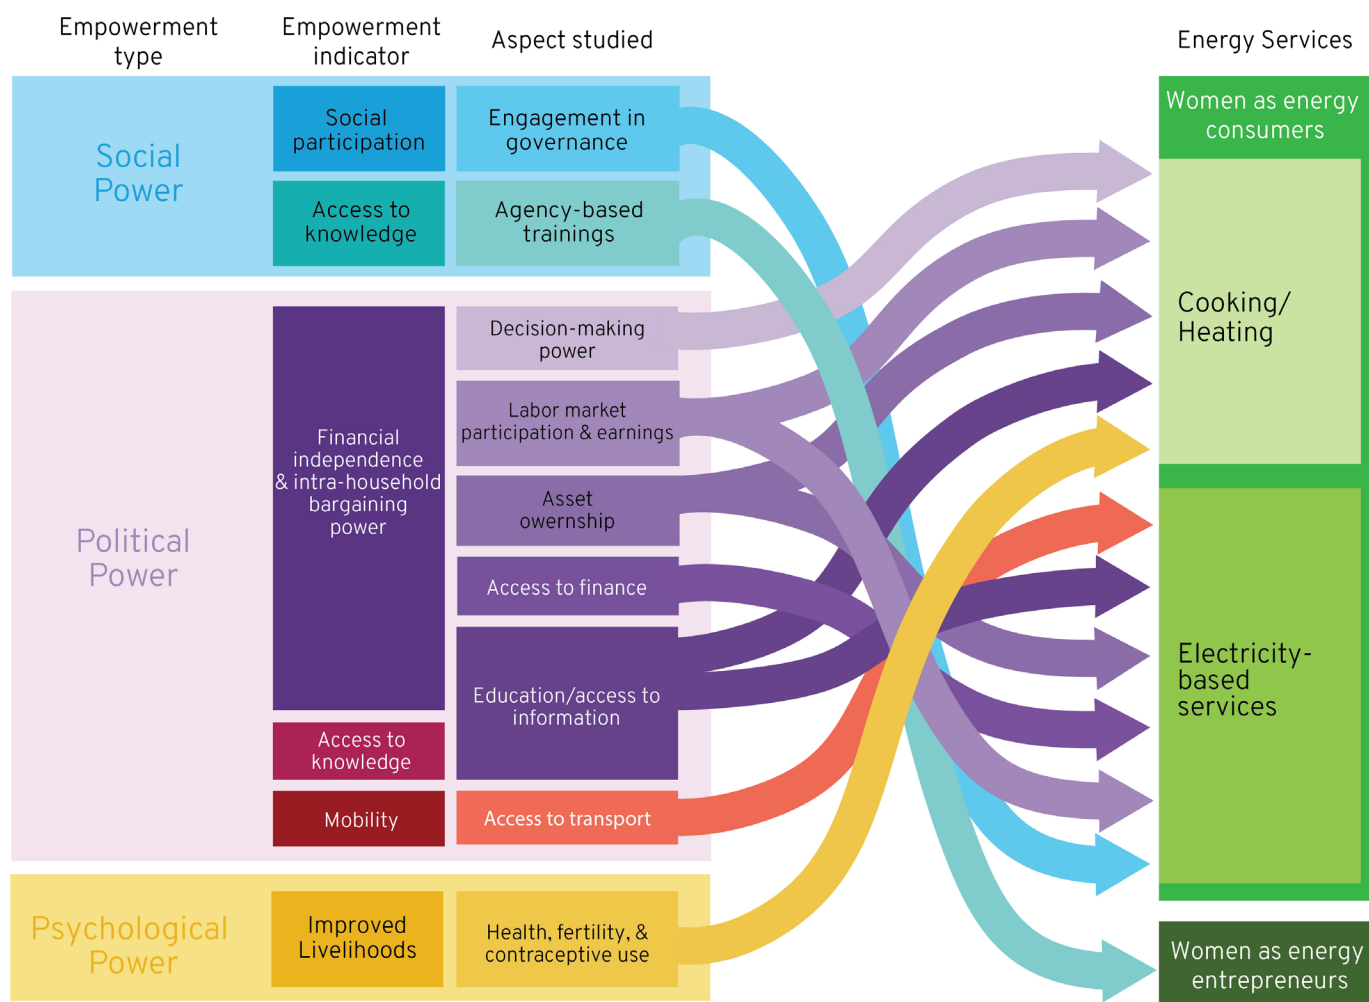 Empowerment
type
Empowerment
indicator
Aspect studied
Energy Services
Social
Power
Social
participation
Engagement in
governance
Access to
knowledge
Agency-based
trainings
Political
Power
Financial
independence
& intra-household
bargaining
power
Decision-making
power
Labor market
participation & earnings
Asset
owernship
Access to finance
Education/access to
information
Access to
knowledge
Mobility
Access to transport
Psychological
Power
Improved
Livelihoods
Health, fertility, &
contraceptive use
Women as energy
consumers
Cooking/
Heating
Electricity-
based
services
Women as energy
entrepreneurs